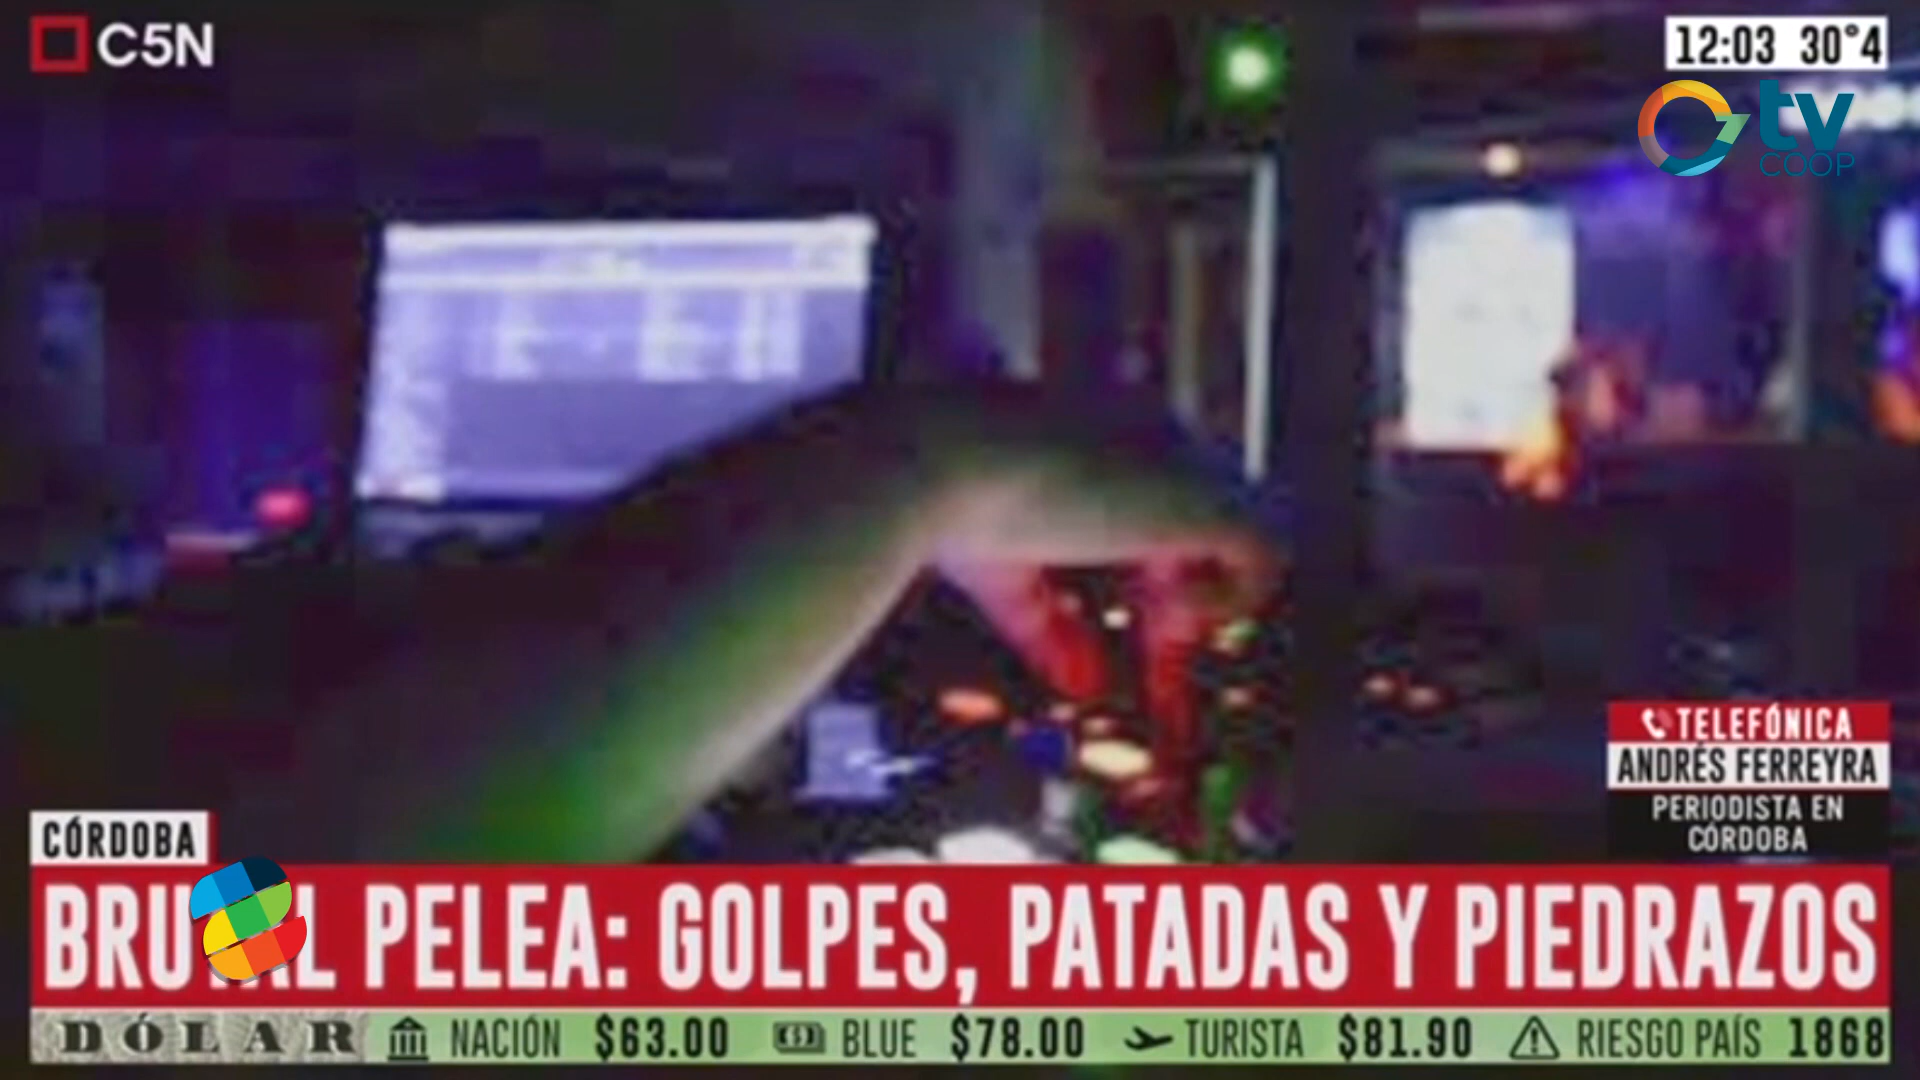 C5N
12:03 30°4
tv
COOP
TELEFÓNICA
ANDRÉS FERREYRA
PERIODISTA EN
CÓRDOBA
CÓRDOBA
BRUTAL PELEA: GOLPES, PATADAS Y PIEDRAZOS
DÓLAR NACIÓN $63.00 BLUE $78.00 TURISTA $81.90 RIESGO PAÍS 1868